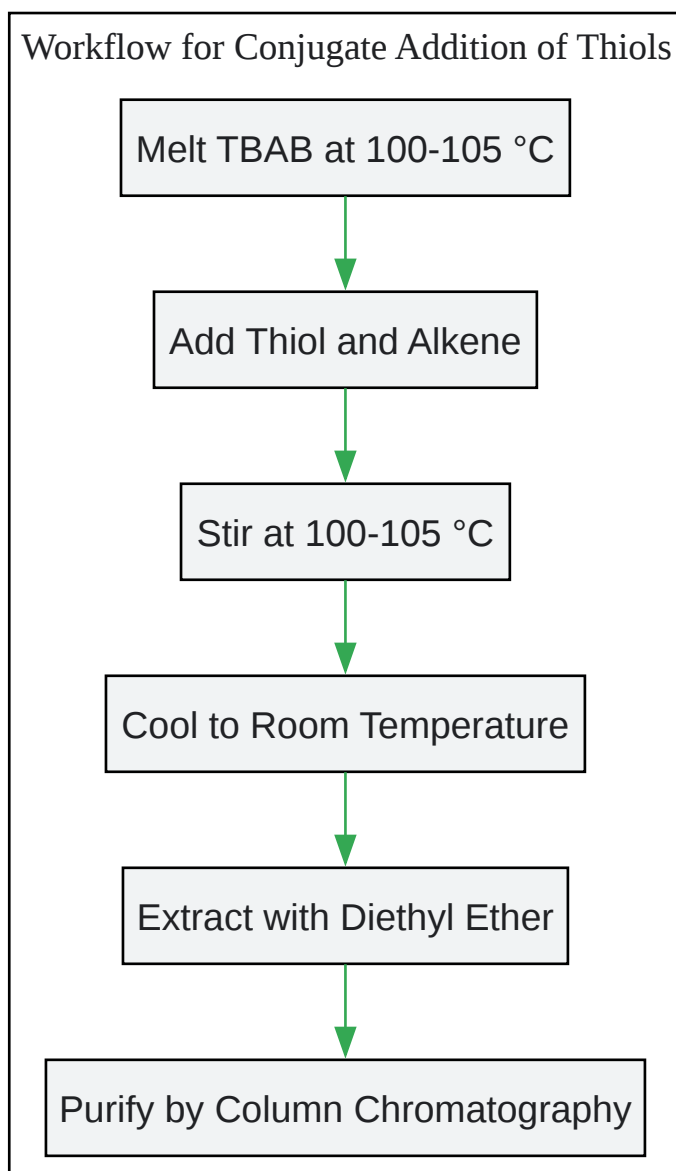 Workflow for Conjugate Addition of Thiols
Melt TBAB at 100-105 °C
Add Thiol and Alkene
Stir at 100-105 °C
Cool to Room Temperature
Extract with Diethyl Ether
Purify by Column Chromatography